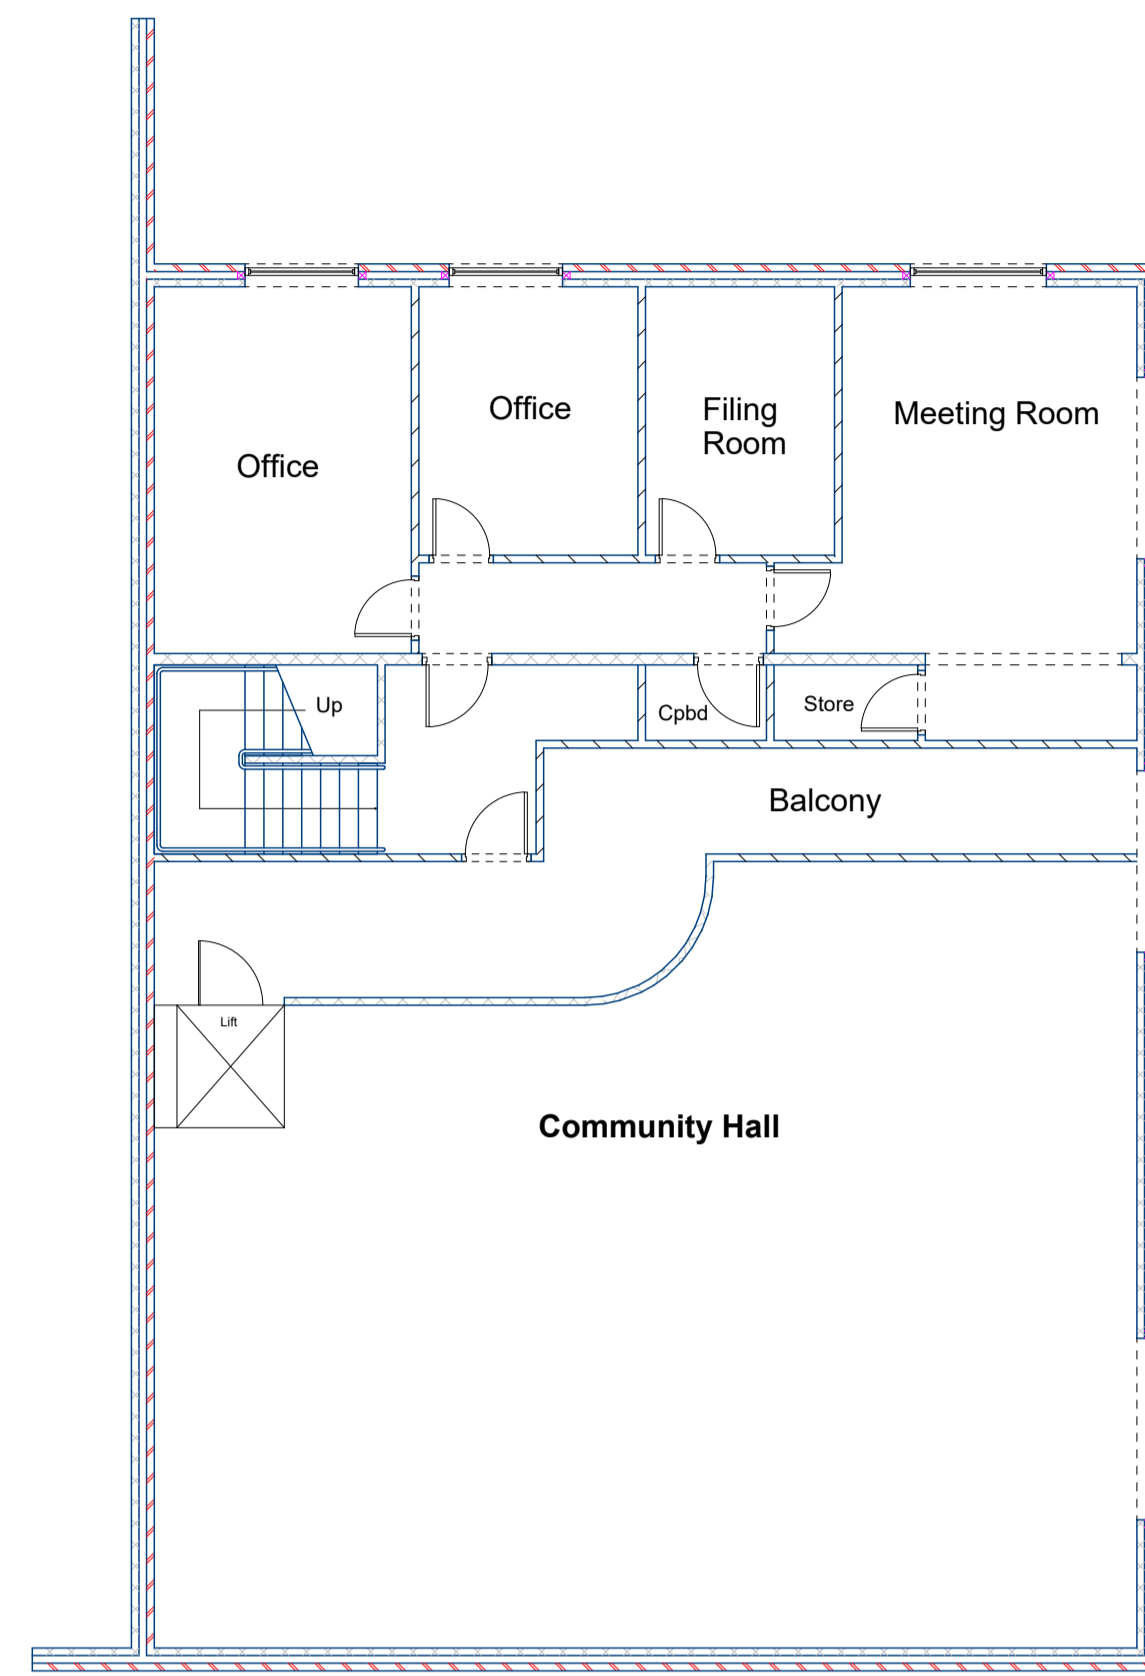 Office
Filing
Room
Meeting Room
Office
Up
Cpbd
Store
Balcony
Lift
Community Hall